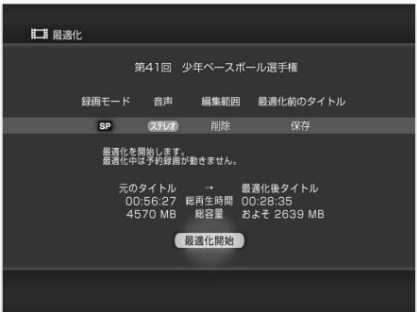 最適化
第41回 少年ベースボール選手権
録画モード 音声 編集範囲 最適化前のタイトル
SP ステレオ 削除 保存
最適化を開始します。
最適化中は予約録画が動きません。
元のタイトル → 最適化後タイトル
00:56:27 総再生時間 00:28:35
4570 MB 総容量 およそ 2639 MB
最適化開始